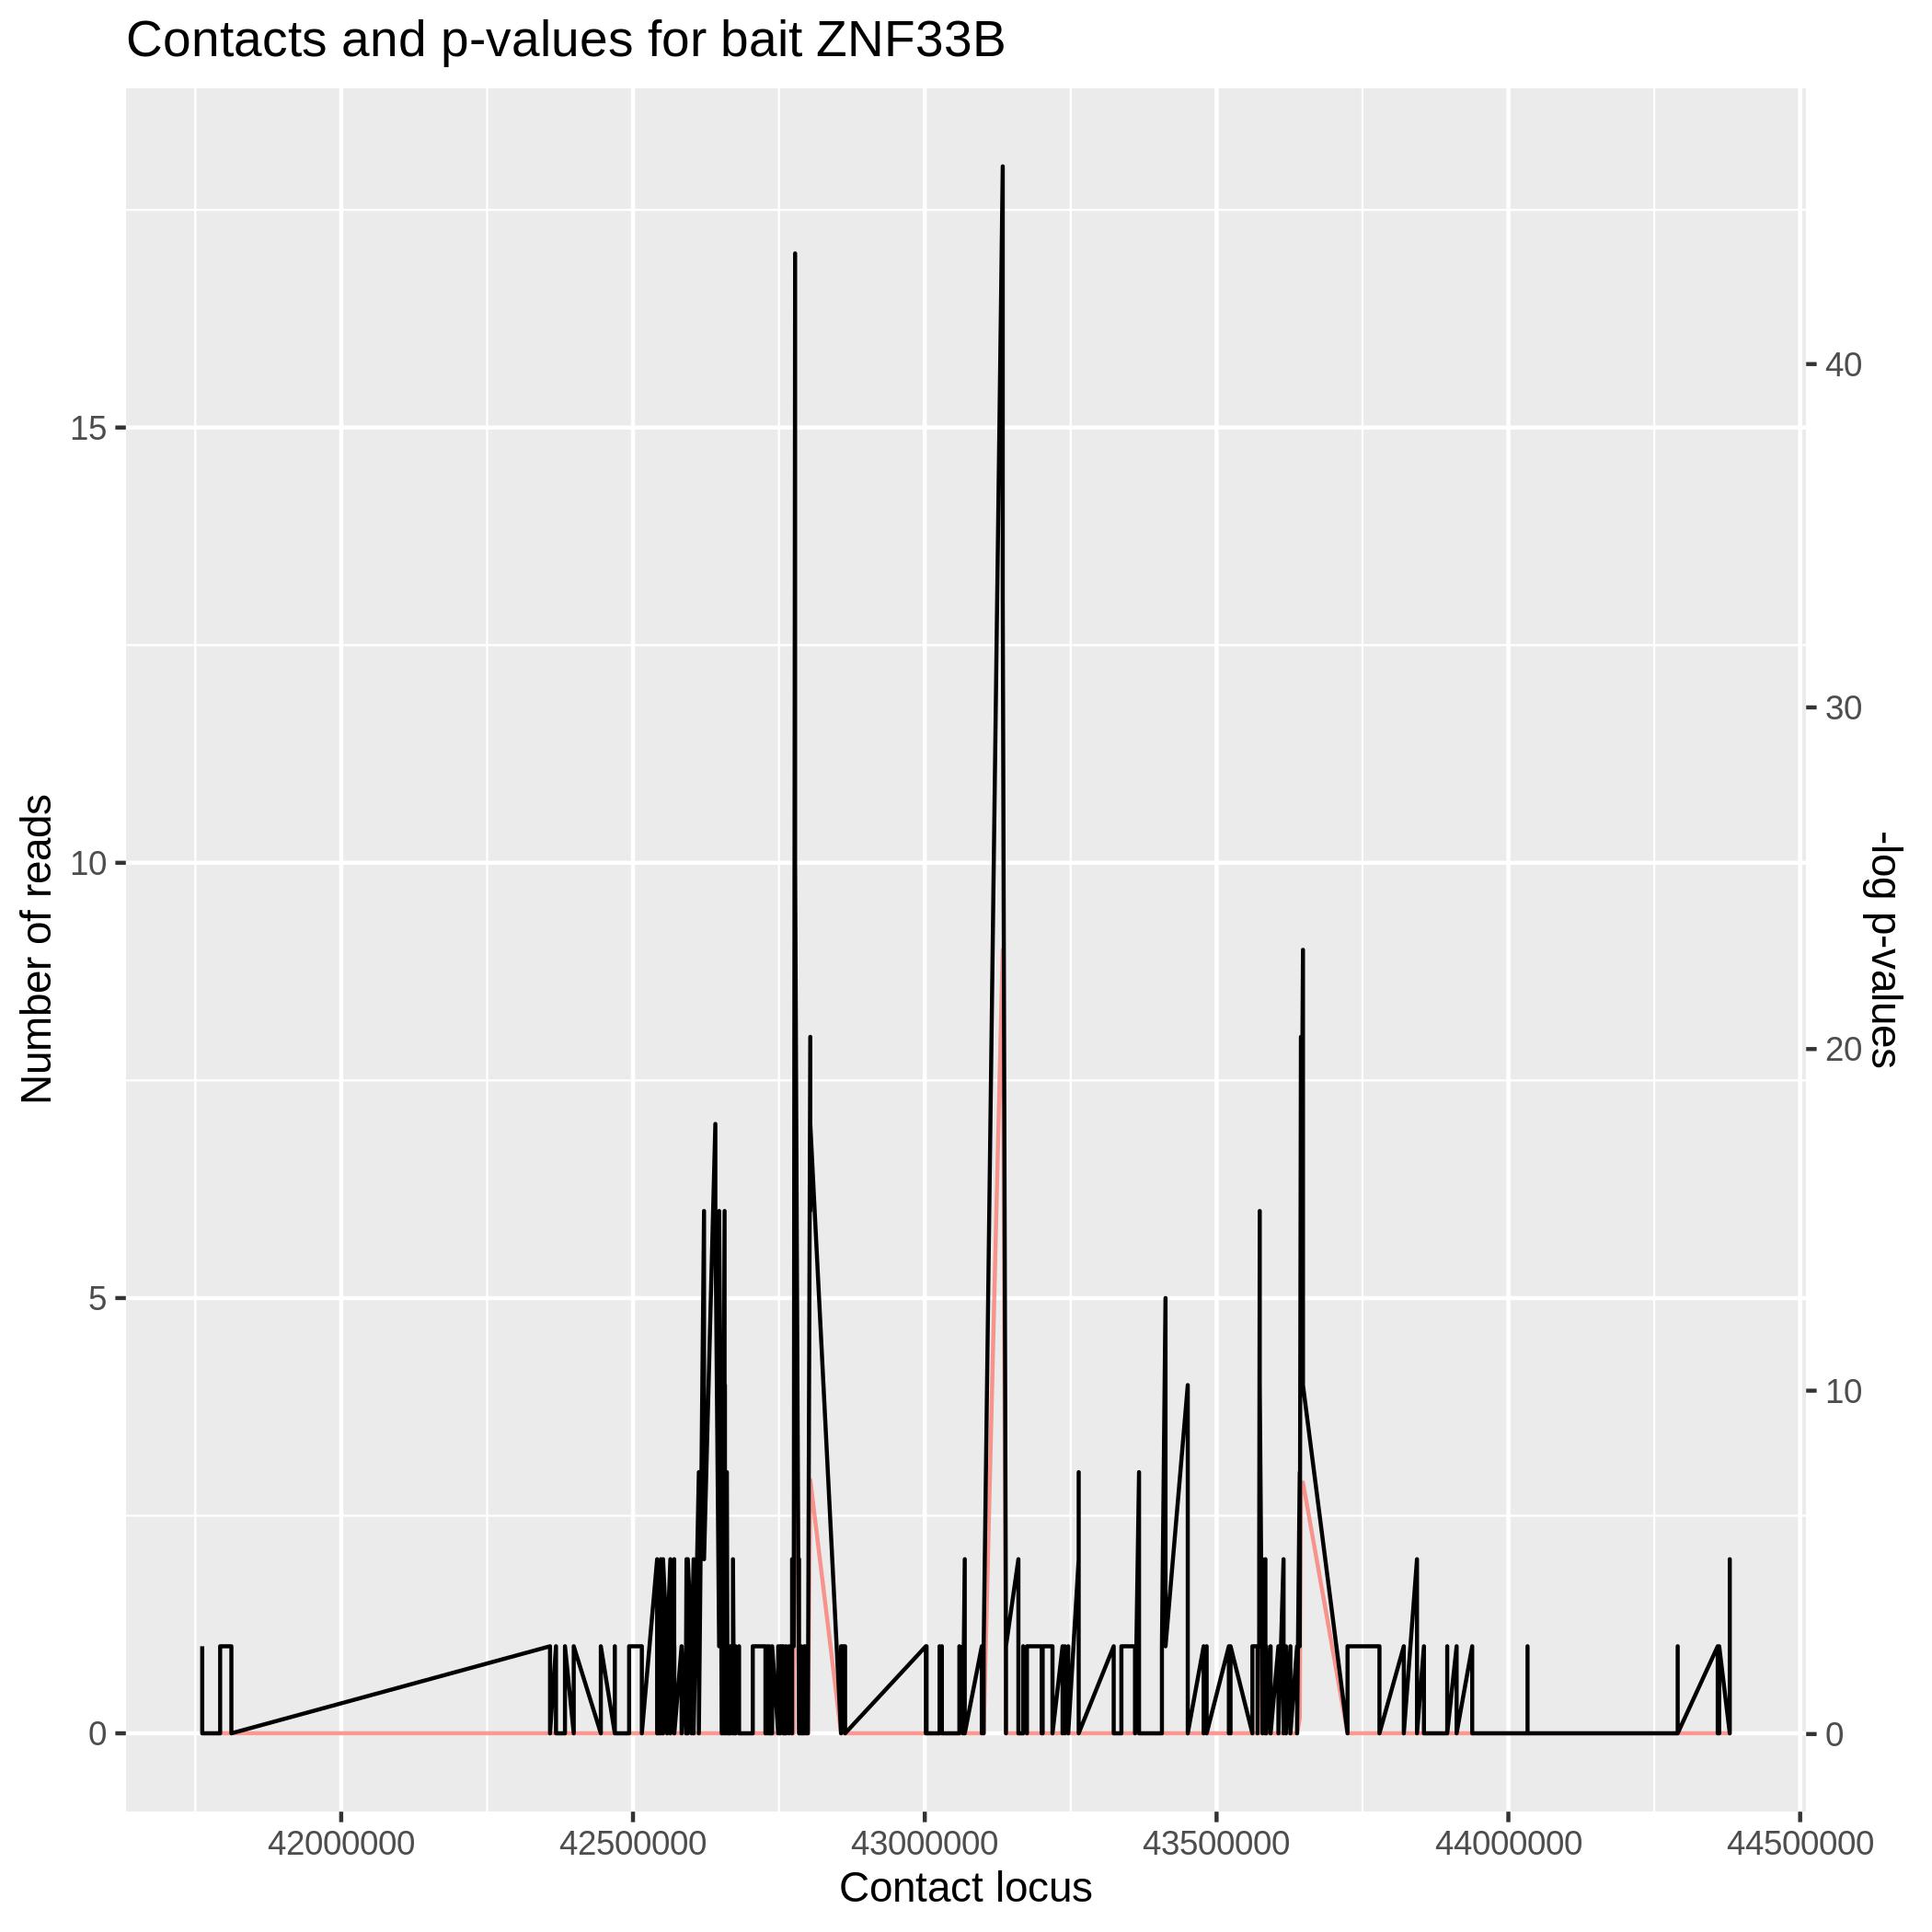 Contacts and p-values for bait ZNF33B
Number of reads
15
10
5
0
40
30
20
10
0
-log p-values
42000000 42500000 43000000 43500000 44000000 44500000
Contact locus